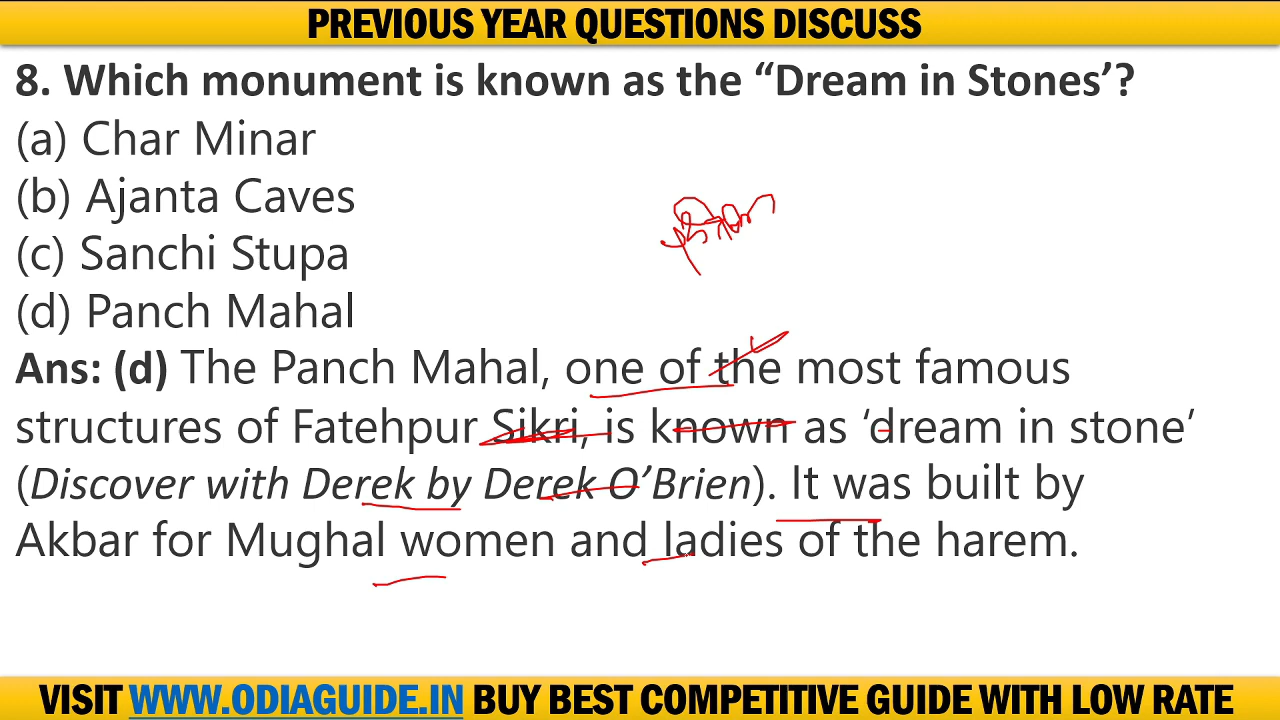 PREVIOUS YEAR QUESTIONS DISCUSS
8. Which monument is known as the “Dream in Stones’?
(a) Char Minar
(b) Ajanta Caves
(c) Sanchi Stupa
(d) Panch Mahal
Ans: (d) The Panch Mahal, one of the most famous
structures of Fatehpur Sikri, is known as ‘dream in stone’
(Discover with Derek by Derek O’Brien). It was built by
Akbar for Mughal women and ladies of the harem.
VISIT WWW.ODIAGUIDE.IN BUY BEST COMPETITIVE GUIDE WITH LOW RATE